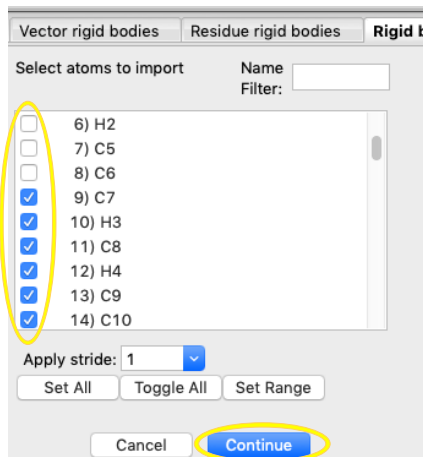 Vector rigid bodies Residue rigid bodies Rigid b
Select atoms to import Name
Filter:
6) H2
7) C5
8) C6
9) C7
10) H3
11) C8
12) H4
13) C9
14) C10
Apply stride: 1
Set All Toggle All Set Range
Cancel Continue